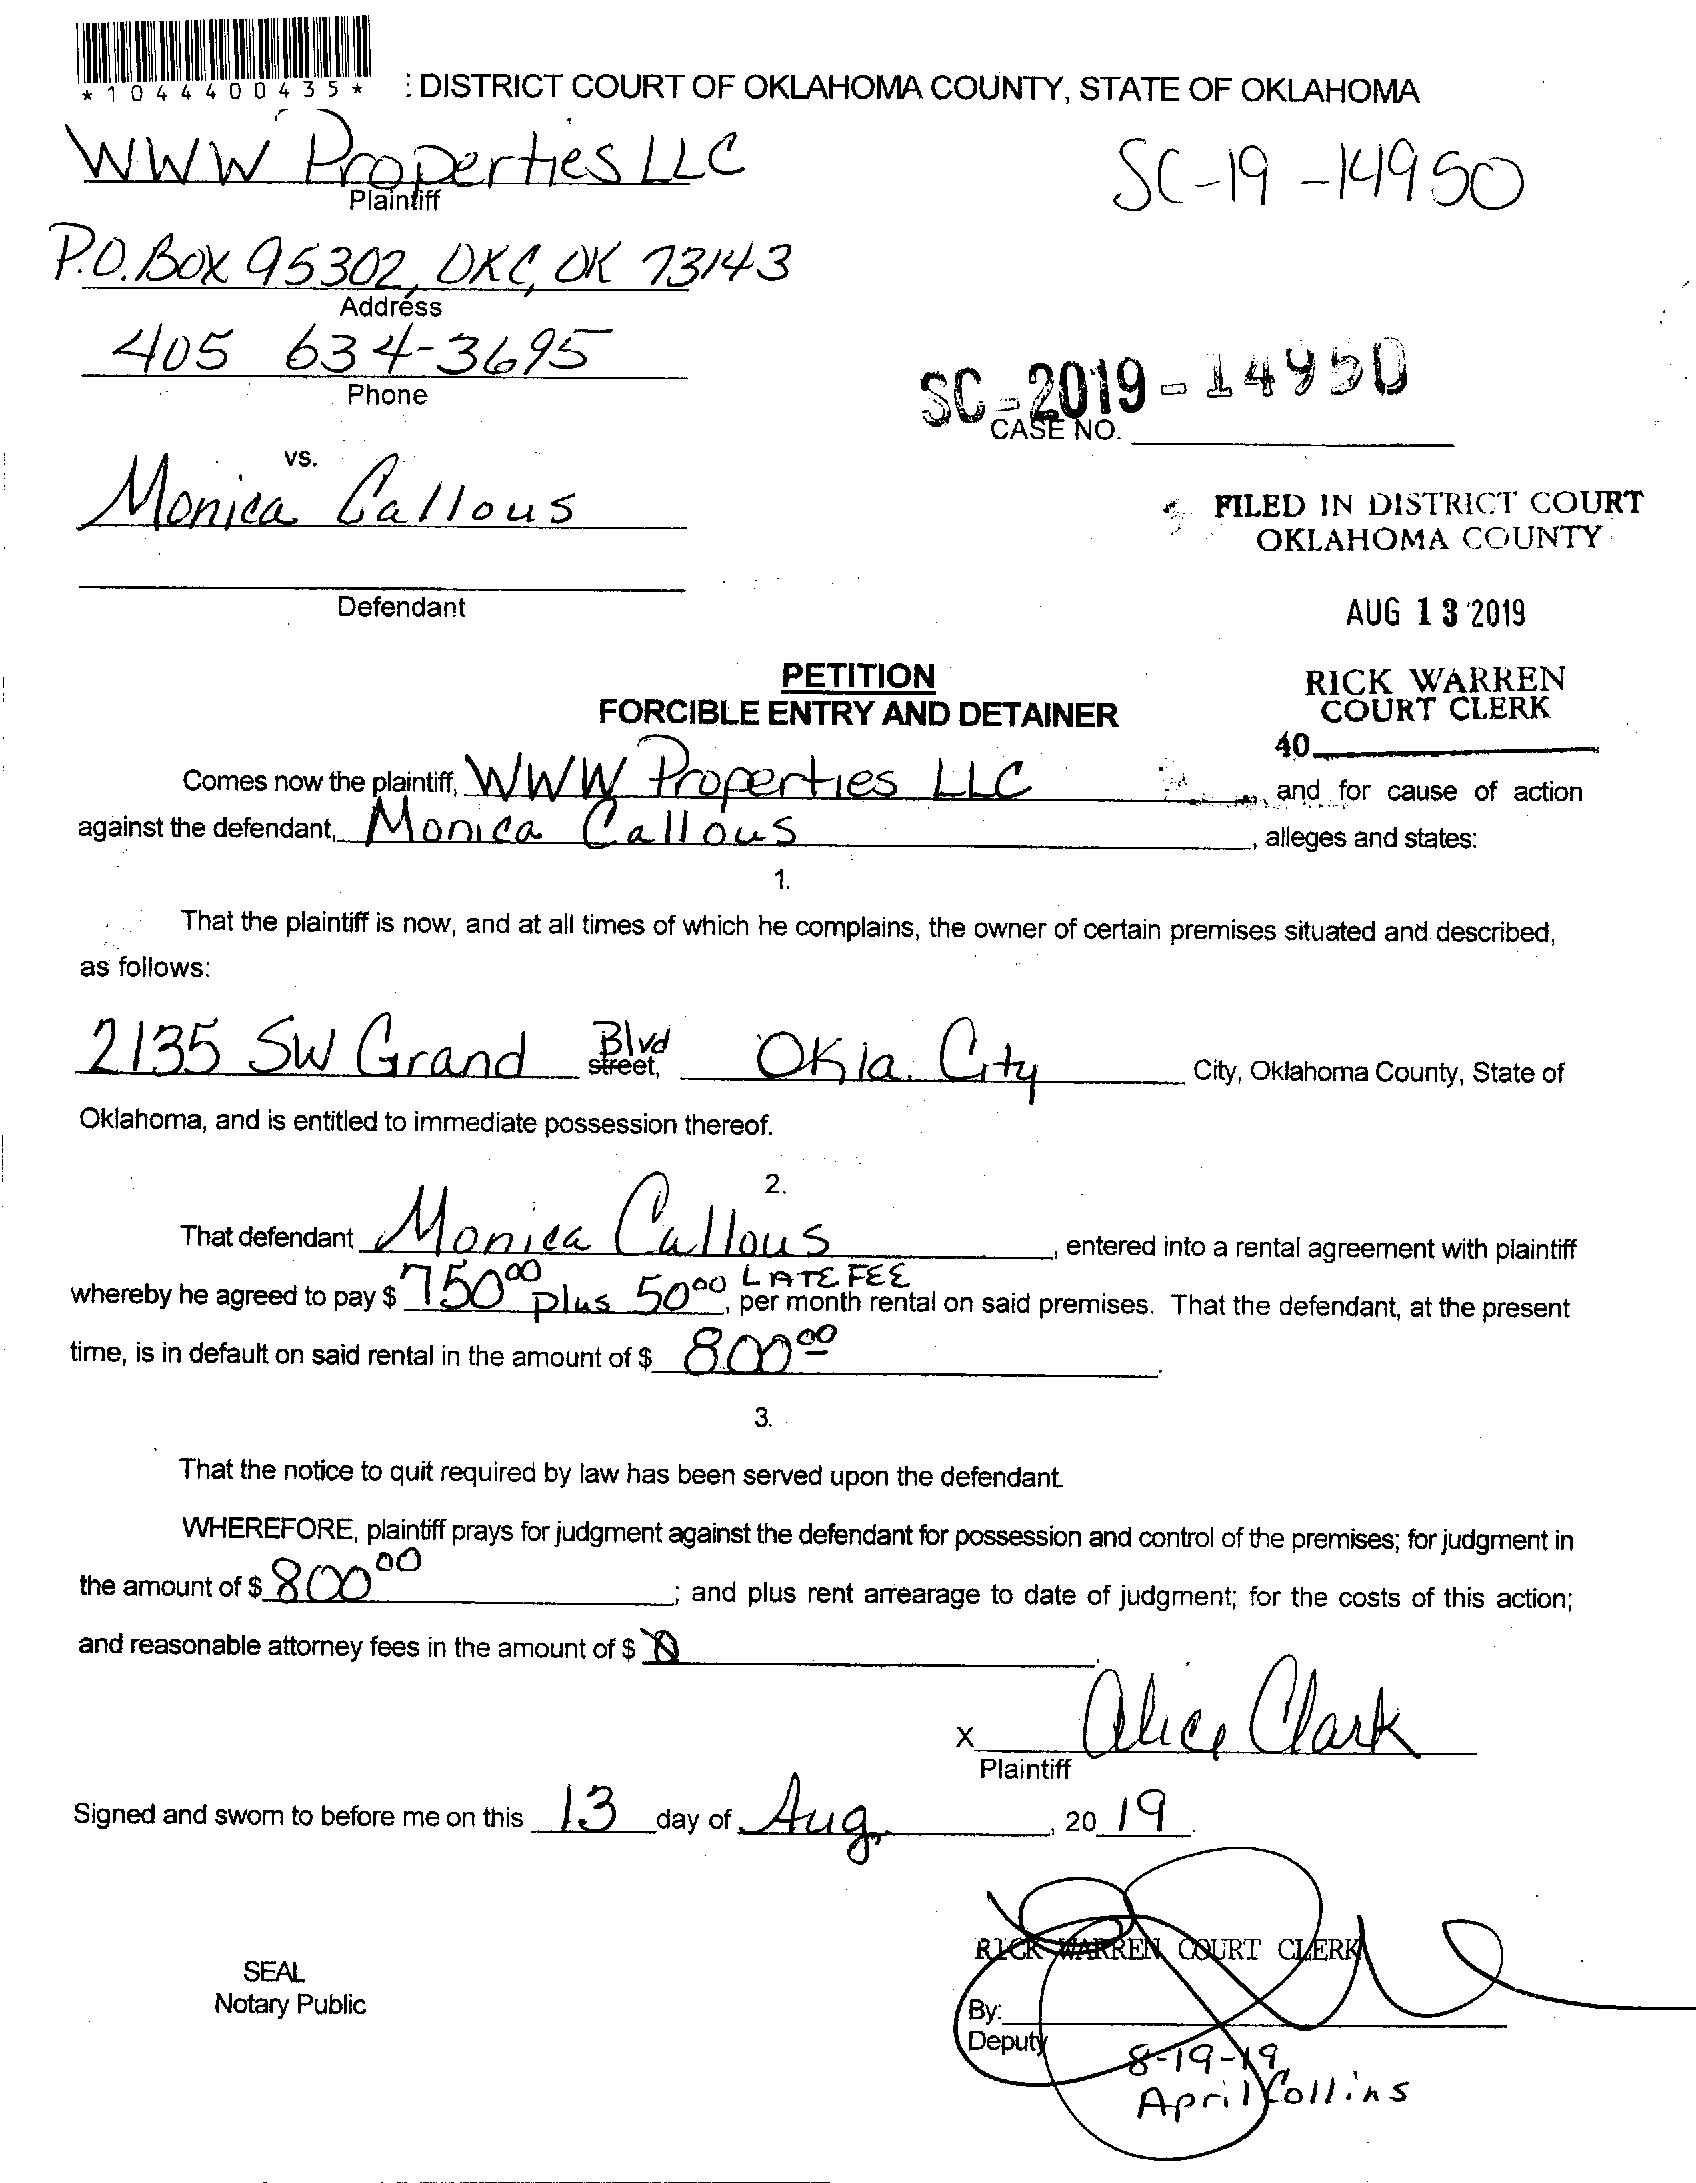 *1044400435*
: DISTRICT COURT OF OKLAHOMA COUNTY, STATE OF OKLAHOMA
WWW Properties LLC
Plaintiff
SC-19-14950
P.O. Box 95302, OKC, OK 73143
Address
405 634-3695
Phone
SC-2019-14950
CASE NO.
vs.
Monica Callous
Defendant
FILED IN DISTRICT COURT
OKLAHOMA COUNTY
AUG 13 2019
RICK WARREN
COURT CLERK
40
PETITION
FORCIBLE ENTRY AND DETAINER
Comes now the plaintiff, WWW Properties LLC, and for cause of action
against the defendant, Monica Callous, alleges and states:
1.
That the plaintiff is now, and at all times of which he complains, the owner of certain premises situated and described,
as follows:
2135 SW Grand Blvd street, Okla. City City, Oklahoma County, State of
Oklahoma, and is entitled to immediate possession thereof.
2.
That defendant Monica Callous, entered into a rental agreement with plaintiff
whereby he agreed to pay $ 750 00 plus 50 00 LATE FEE, per month rental on said premises. That the defendant, at the present
time, is in default on said rental in the amount of $ 800 00.
3.
That the notice to quit required by law has been served upon the defendant.
WHEREFORE, plaintiff prays for judgment against the defendant for possession and control of the premises; for judgment in
the amount of $ 800 00; and plus rent arrearage to date of judgment; for the costs of this action;
and reasonable attorney fees in the amount of $
Alice Clark
X
Plaintiff
Signed and sworn to before me on this 13 day of Aug, 2019.
RICK WARREN COURT CLERK
SEAL
Notary Public
By:
Deputy
8-19-19
April Collins